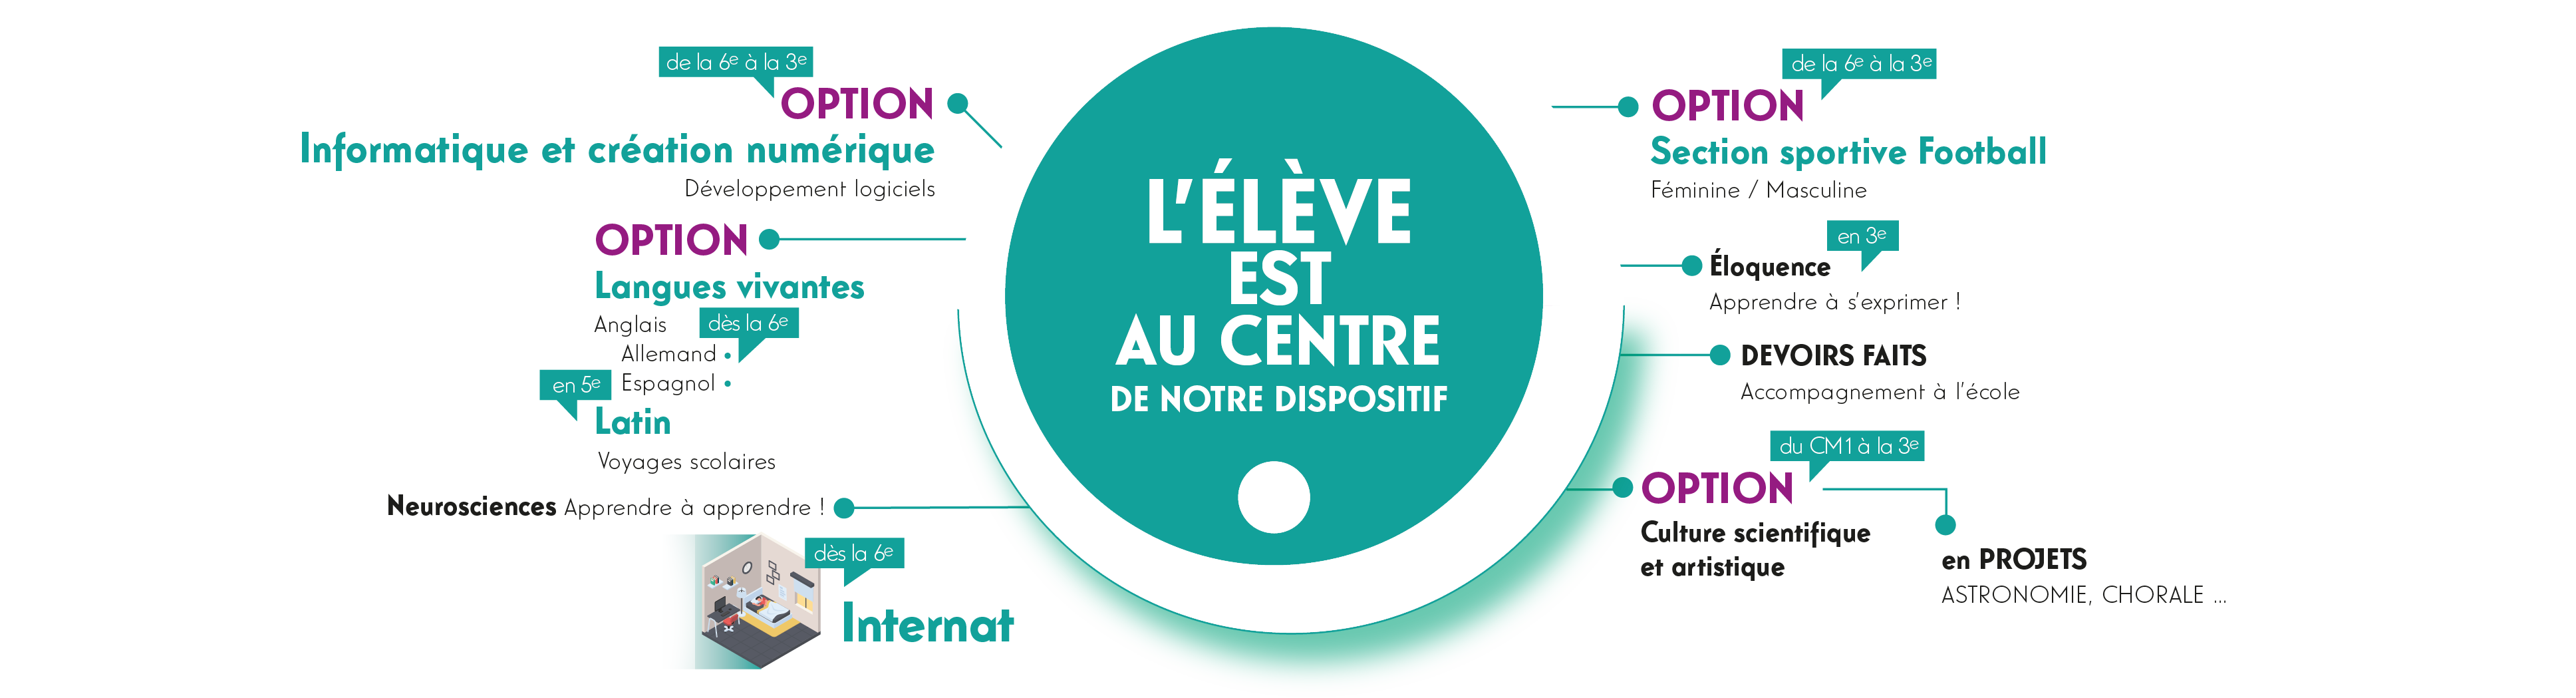 de la 6e à la 3e
OPTION
Informatique et création numérique
Développement logiciels
OPTION
Langues vivantes
Anglais
dès la 6e
Allemand •
Espagnol •
en 5e
Latin
Voyages scolaires
Neurosciences Apprendre à apprendre !
dès la 6e
Internat
L'ÉLÈVE
EST
AU CENTRE
DE NOTRE DISPOSITIF
de la 6e à la 3e
OPTION
Section sportive Football
Féminine / Masculine
en 3e
Éloquence
Apprendre à s'exprimer !
DEVOIRS FAITS
Accompagnement à l'école
du CM1 à la 3e
OPTION
Culture scientifique
et artistique
en PROJETS
ASTRONOMIE, CHORALE ...